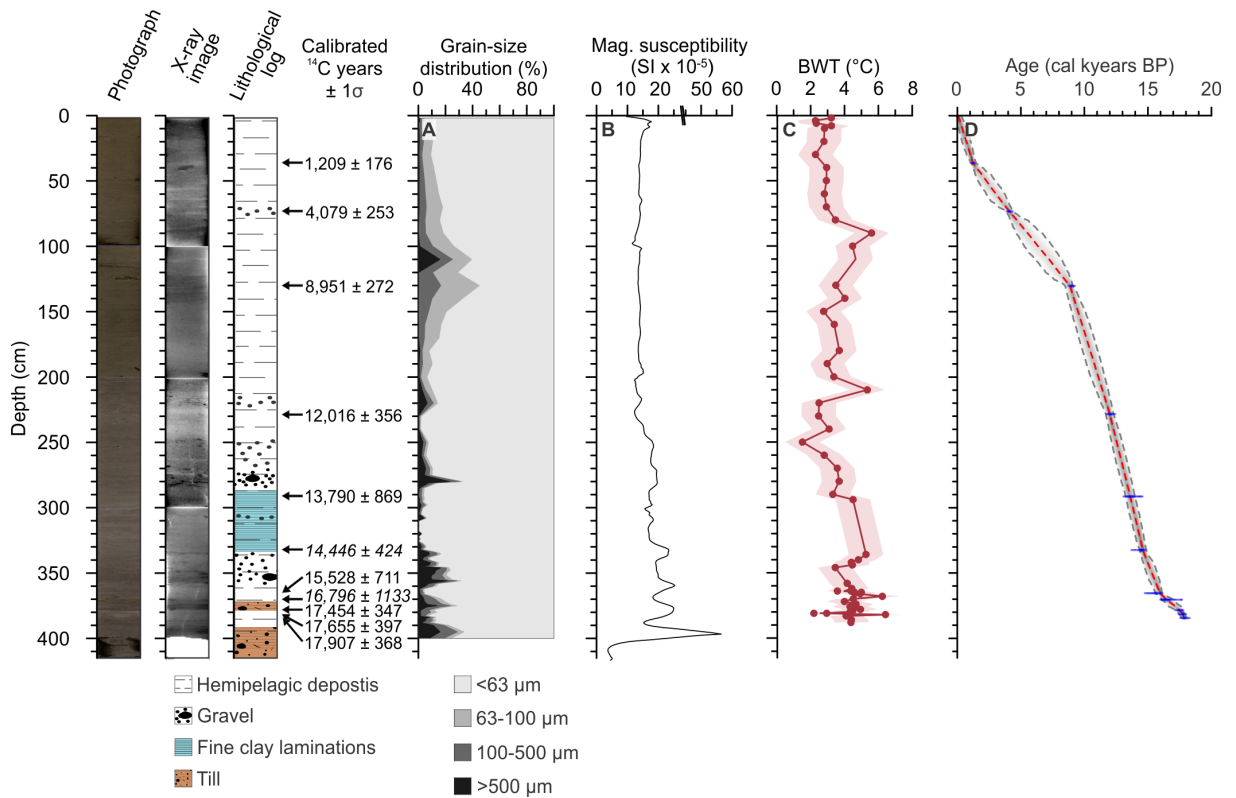 Photograph
X-ray
image
Lithological
log
Calibrated
¹⁴C years
± 1σ
Grain-size
distribution (%)
0 100
Mag. susceptibility
(SI x 10⁻⁵)
0 10 20 50 60
BWT (°C)
0 2 4 6 8
Age (cal kyears BP)
0 5 10 15 20
A
B
C
D
Depth (cm)
0
50
100
150
200
250
300
350
400
1,209 ± 176
4,079 ± 253
8,951 ± 272
12,016 ± 356
13,790 ± 869
14,446 ± 424
15,528 ± 711
16,796 ± 1133
17,454 ± 347
17,655 ± 397
17,907 ± 368
Hemipelagic depostis
Gravel
Fine clay laminations
Till
<63 µm
63-100 µm
100-500 µm
>500 µm